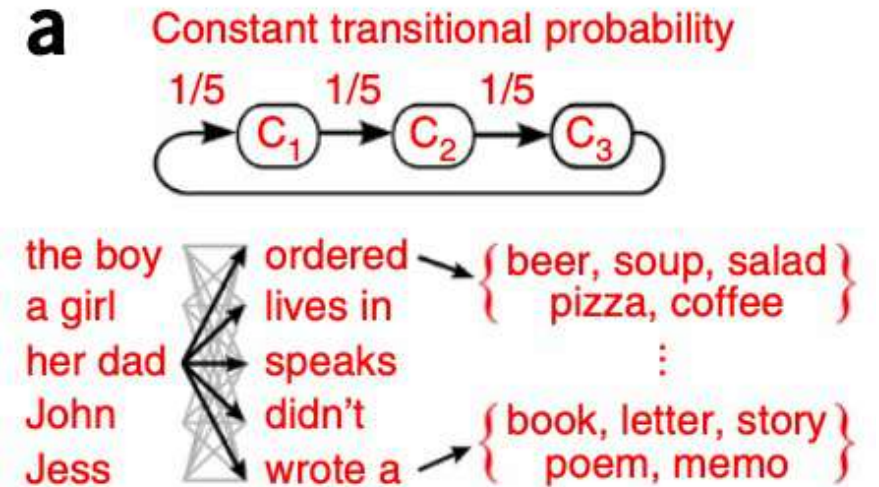 a Constant transitional probability
1/5 1/5 1/5
C1 C2 C3
the boy ordered { beer, soup, salad }
a girl lives in { pizza, coffee }
her dad speaks ⋮
John didn't { book, letter, story }
Jess wrote a { poem, memo }